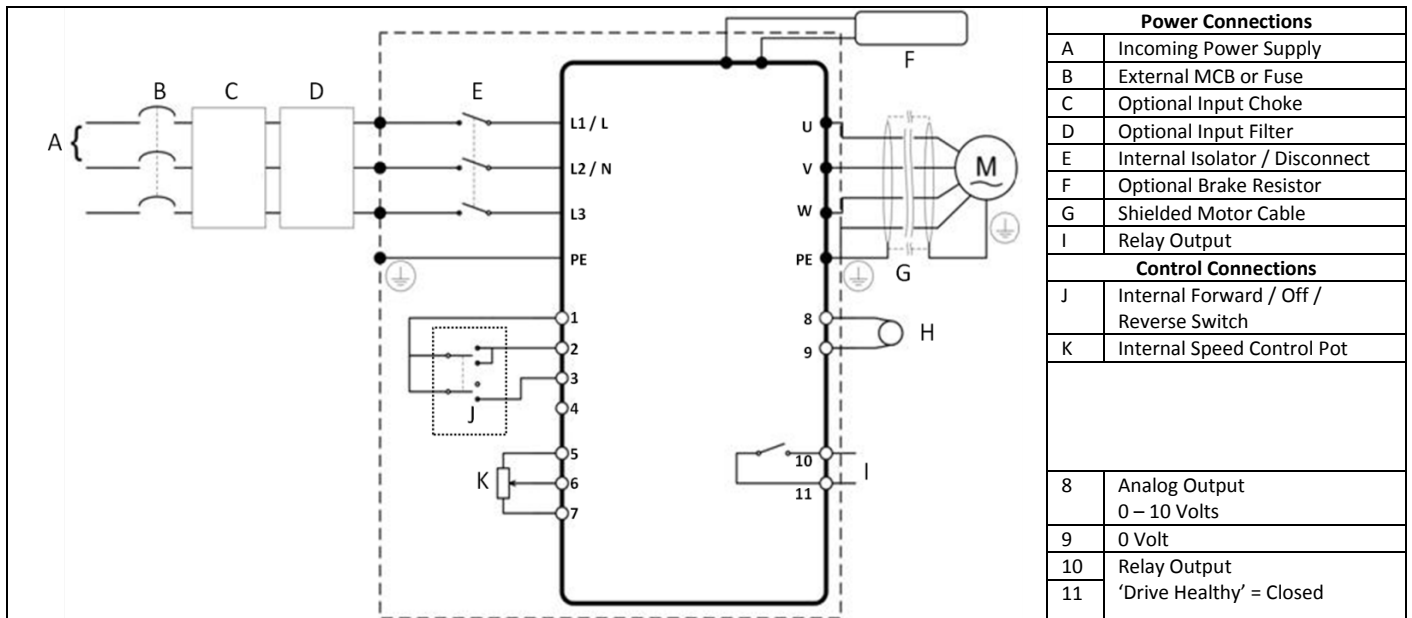 F
B C D E
A {
L1 / L
L2 / N
L3
PE
U
V
W
PE
M
G
1
2
3
4
5
6
7
J
K
8
9
H
10
11
I
Power Connections
A Incoming Power Supply
B External MCB or Fuse
C Optional Input Choke
D Optional Input Filter
E Internal Isolator / Disconnect
F Optional Brake Resistor
G Shielded Motor Cable
I Relay Output
Control Connections
J Internal Forward / Off /
Reverse Switch
K Internal Speed Control Pot
8 Analog Output
0 – 10 Volts
9 0 Volt
10 Relay Output
11 ‘Drive Healthy’ = Closed